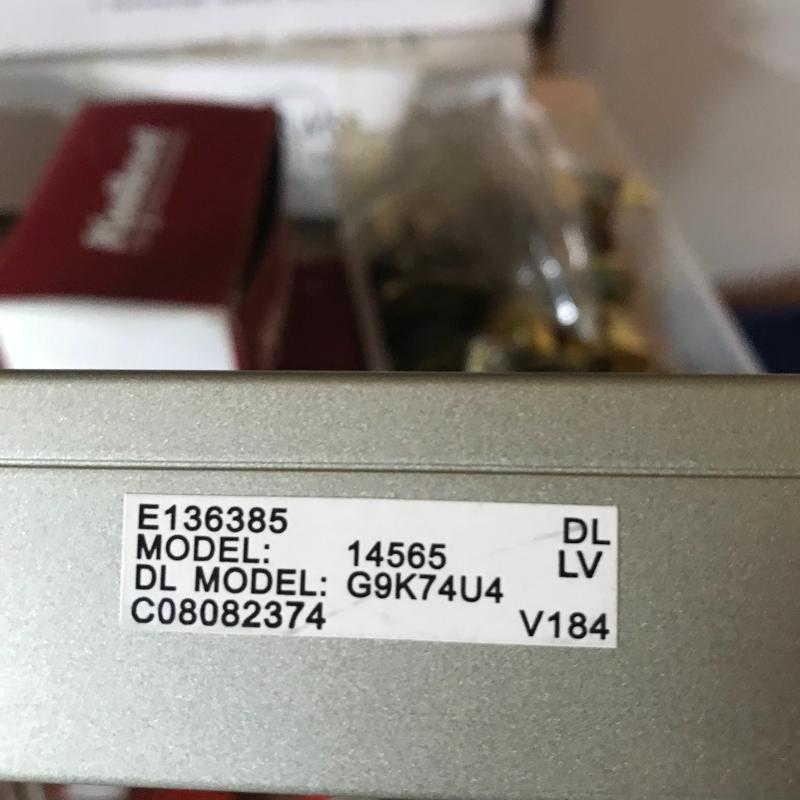 E136385 DL
MODEL: 14565 LV
DL MODEL: G9K74U4
C08082374 V184